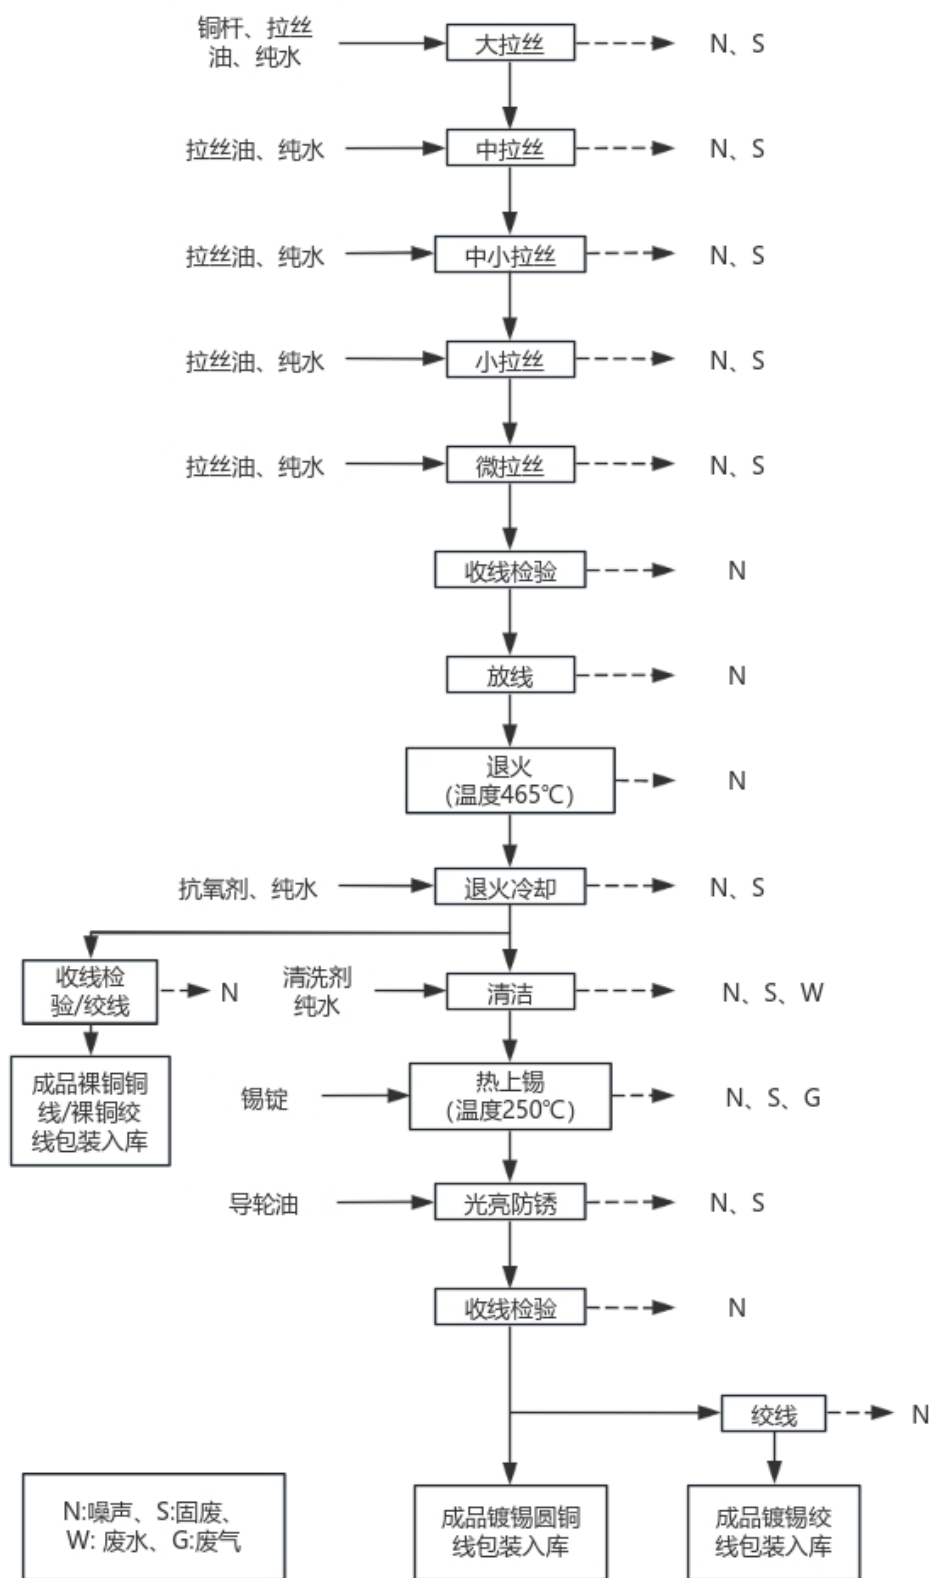 铜杆、拉丝
油、纯水
大拉丝
N、S
拉丝油、纯水
中拉丝
N、S
拉丝油、纯水
中小拉丝
N、S
拉丝油、纯水
小拉丝
N、S
拉丝油、纯水
微拉丝
N、S
收线检验
N
放线
N
退火
(温度465℃)
N
抗氧剂、纯水
退火冷却
N、S
收线检
验/绞线
N
清洗剂
纯水
清洁
N、S、W
成品裸铜铜
线/裸铜绞
线包装入库
锡锭
热上锡
(温度250℃)
N、S、G
导轮油
光亮防锈
N、S
收线检验
N
绞线
N
N:噪声、S:固废、
W: 废水、G:废气
成品镀锡圆铜
线包装入库
成品镀锡绞
线包装入库